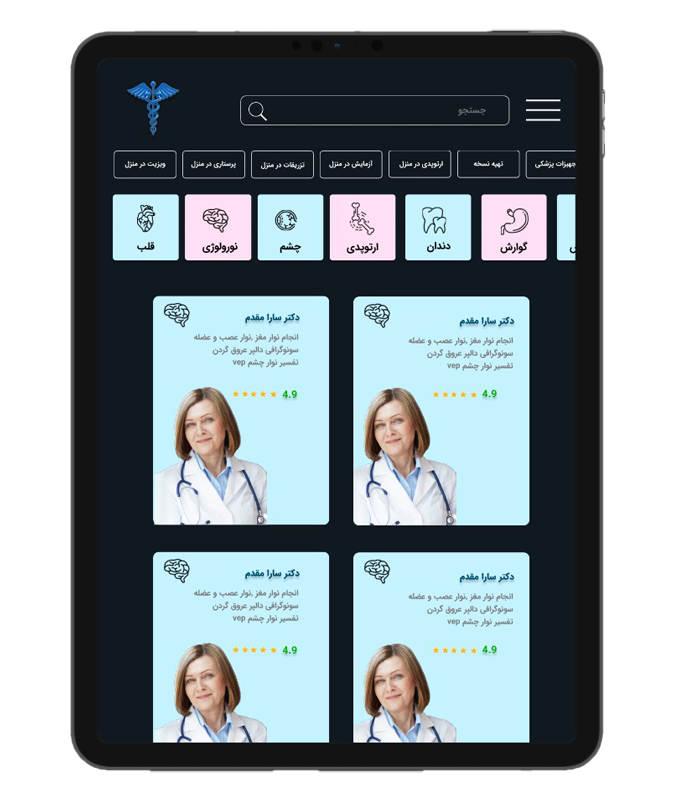 جستجو
جهیزات پزشکی
تهیه نسخه
ارتوپدی در منزل
آزمایش در منزل
تزریقات در منزل
پرستاری در منزل
ویزیت در منزل
گوارش
دندان
ارتوپدی
چشم
نورولوژی
قلب
دکتر سارا مقدم
انجام نوار مغز ,نوار عصب و عضله
سونوگرافی دالپر عروق گردن
تفسیر نوار چشم vep
4.9
دکتر سارا مقدم
انجام نوار مغز ,نوار عصب و عضله
سونوگرافی دالپر عروق گردن
تفسیر نوار چشم vep
4.9
دکتر سارا مقدم
انجام نوار مغز ,نوار عصب و عضله
سونوگرافی دالپر عروق گردن
تفسیر نوار چشم vep
4.9
دکتر سارا مقدم
انجام نوار مغز ,نوار عصب و عضله
سونوگرافی دالپر عروق گردن
تفسیر نوار چشم vep
4.9